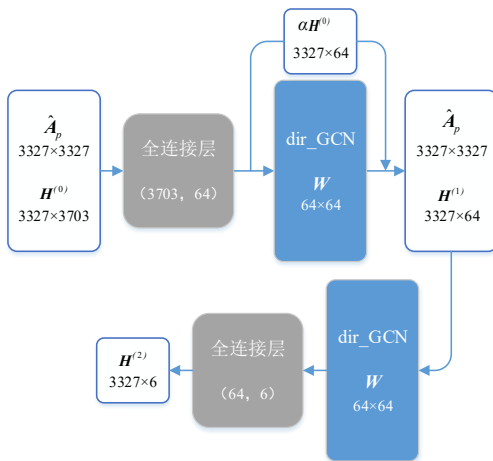 αH⁽⁰⁾
3327×64
Â_p
3327×3327
H⁽⁰⁾
3327×3703
全连接层
（3703，64）
dir_GCN
W
64×64
Â_p
3327×3327
H⁽¹⁾
3327×64
H⁽²⁾
3327×6
全连接层
（64，6）
dir_GCN
W
64×64